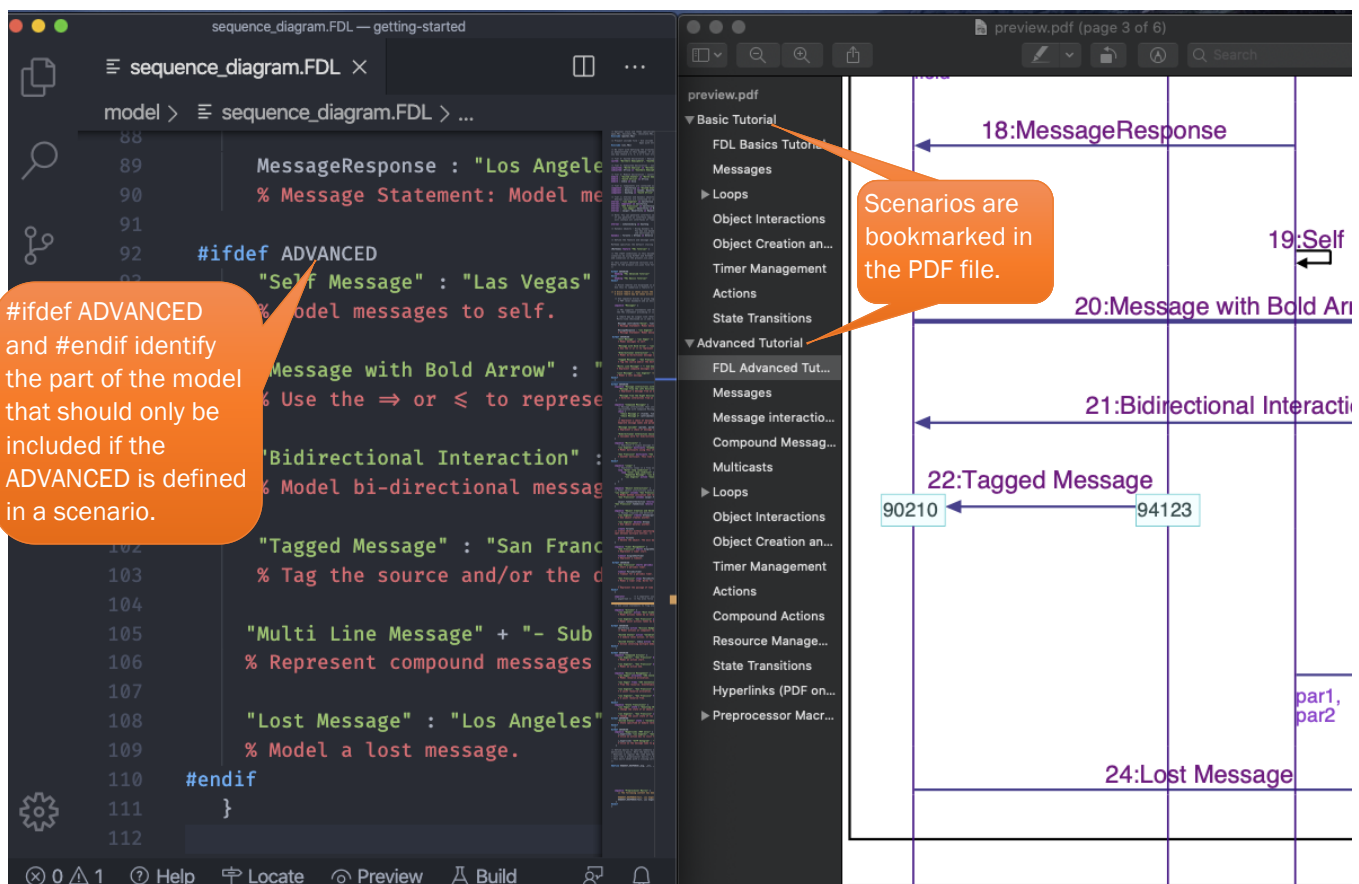 sequence_diagram.FDL — getting-started
sequence_diagram.FDL ×
model > sequence_diagram.FDL > ...
88
89 MessageResponse : "Los Angele
90 % Message Statement: Model me
91
92 #ifdef ADVANCED
93 "Self Message" : "Las Vegas"
% Model messages to self.
"Message with Bold Arrow" : "
% Use the ⇒ or ⩽ to represe
"Bidirectional Interaction" :
% Model bi-directional messag
102 "Tagged Message" : "San Franc
103 % Tag the source and/or the d
104
105 "Multi Line Message" + "- Sub
106 % Represent compound messages
107
108 "Lost Message" : "Los Angeles"
109 % Model a lost message.
110 #endif
111 }
112
0 1 Help Locate Preview Build
#ifdef ADVANCED
and #endif identify
the part of the model
that should only be
included if the
ADVANCED is defined
in a scenario.
preview.pdf (page 3 of 6)
Search
preview.pdf
Basic Tutorial
FDL Basics Tutorial
Messages
Loops
Object Interactions
Object Creation an...
Timer Management
Actions
State Transitions
Advanced Tutorial
FDL Advanced Tut...
Messages
Message interactio...
Compound Messag...
Multicasts
Loops
Object Interactions
Object Creation an...
Timer Management
Actions
Compound Actions
Resource Manage...
State Transitions
Hyperlinks (PDF on...
Preprocessor Macr...
Scenarios are
bookmarked in
the PDF file.
18:MessageResponse
19:Self
20:Message with Bold Arr
21:Bidirectional Interactio
22:Tagged Message
90210
94123
par1,
par2
24:Lost Message